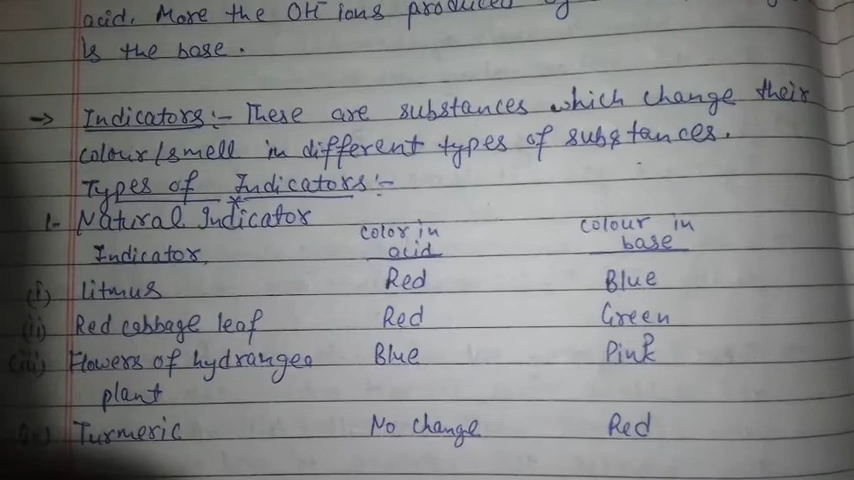 acid. More the OH⁻ ions produced
is the base.
→ Indicators:- These are substances which change their
colour/smell in different types of substances.
Types of Indicators:-
1- Natural Indicator
Indicator color in acid colour in base
(i) Litmus Red Blue
(ii) Red cabbage leaf Red Green
(iii) Flowers of hydrangea Blue Pink
plant
(iv) Turmeric No change Red